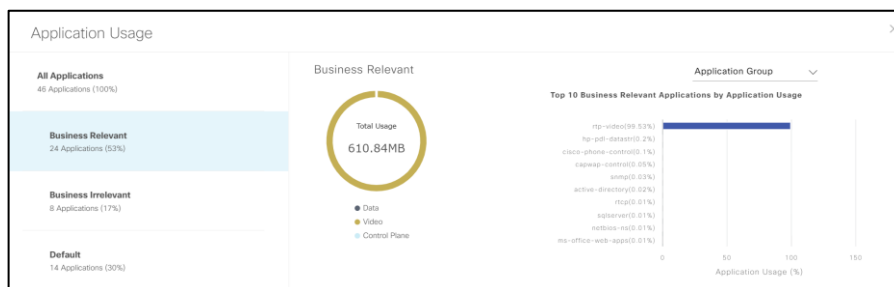 Application Usage
All Applications
46 Applications (100%)
Business Relevant
24 Applications (53%)
Business Irrelevant
8 Applications (17%)
Default
14 Applications (30%)
Business Relevant
Total Usage
610.84MB
Data
Video
Control Plane
Application Group
Top 10 Business Relevant Applications by Application Usage
rtp-video(99.53%)
hp-pdl-datastr(0.2%)
cisco-phone-control(0.1%)
capwap-control(0.05%)
snmp(0.03%)
active-directory(0.02%)
rtcp(0.01%)
sqlserver(0.01%)
netbios-ns(0.01%)
ms-office-web-apps(0.01%)
0 50 100 150
Application Usage (%)